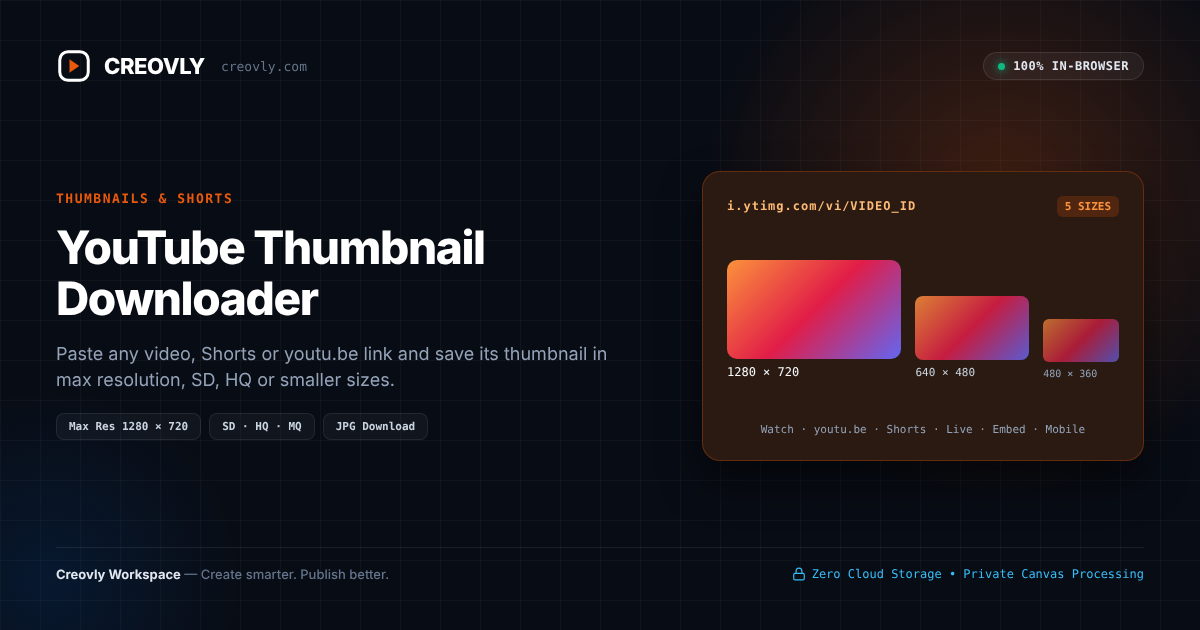 CREOVLY creovly.com
100% IN-BROWSER
THUMBNAILS & SHORTS
YouTube Thumbnail
Downloader
Paste any video, Shorts or youtu.be link and save its thumbnail in
max resolution, SD, HQ or smaller sizes.
Max Res 1280 × 720 SD · HQ · MQ JPG Download
i.ytimg.com/vi/VIDEO_ID 5 SIZES
1280 × 720 640 × 480 480 × 360
Watch · youtu.be · Shorts · Live · Embed · Mobile
Creovly Workspace — Create smarter. Publish better.
Zero Cloud Storage • Private Canvas Processing